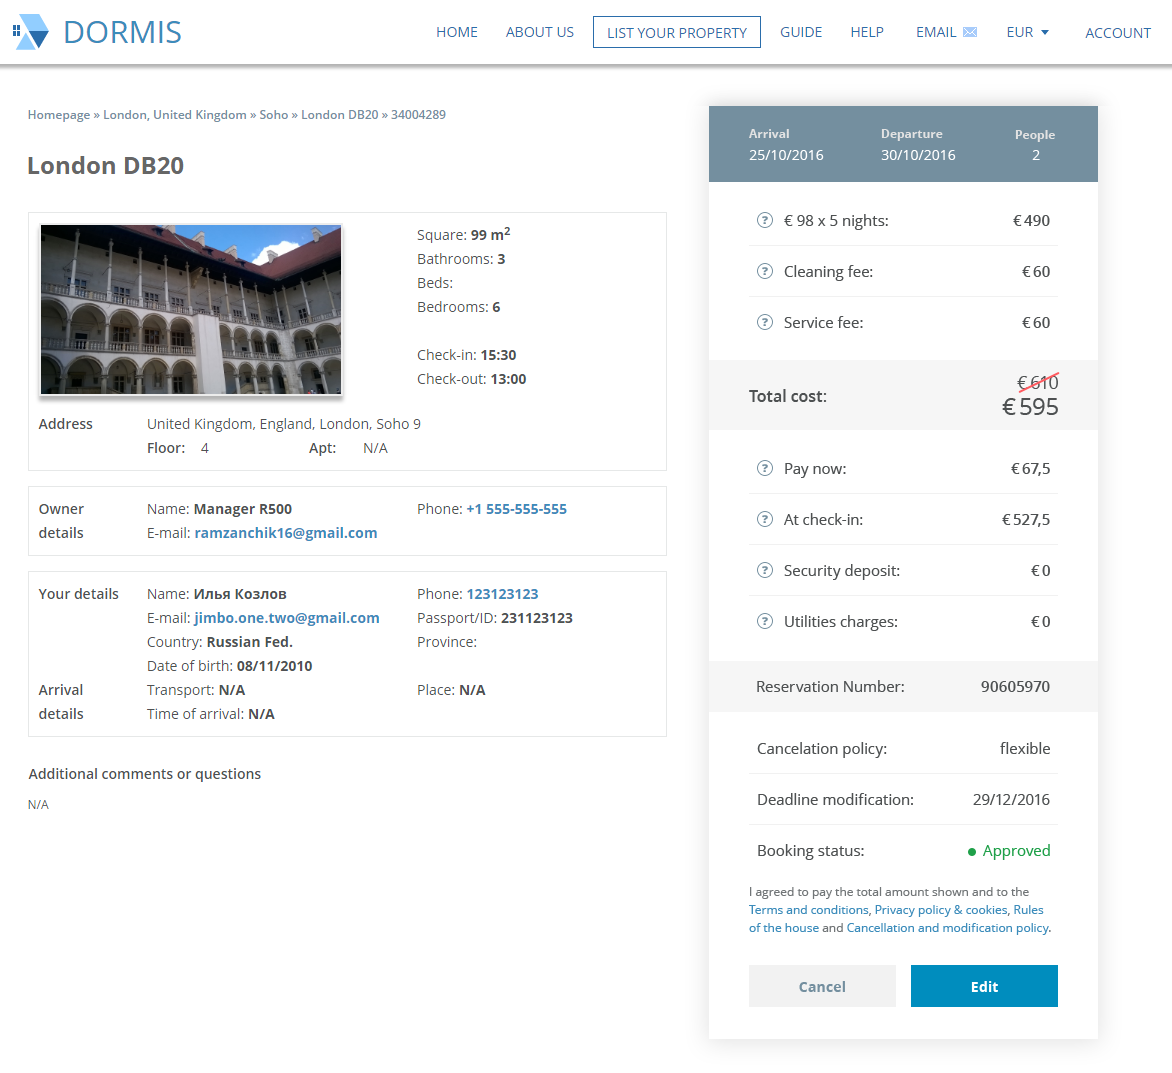 DORMIS
HOME ABOUT US LIST YOUR PROPERTY GUIDE HELP EMAIL EUR ACCOUNT
Homepage » London, United Kingdom » Soho » London DB20 » 34004289
London DB20
Square: 99 m²
Bathrooms: 3
Beds:
Bedrooms: 6
Check-in: 15:30
Check-out: 13:00
Address United Kingdom, England, London, Soho 9
Floor: 4 Apt: N/A
Owner details
Name: Manager R500 Phone: +1 555-555-555
E-mail: ramzanchik16@gmail.com
Your details Name: Илья Козлов Phone: 123123123
E-mail: jimbo.one.two@gmail.com Passport/ID: 231123123
Country: Russian Fed. Province:
Date of birth: 08/11/2010
Arrival details
Transport: N/A Place: N/A
Time of arrival: N/A
Additional comments or questions
N/A
Arrival Departure People
25/10/2016 30/10/2016 2
? € 98 x 5 nights: € 490
? Cleaning fee: € 60
? Service fee: € 60
Total cost: € 610
€ 595
? Pay now: € 67,5
? At check-in: € 527,5
? Security deposit: € 0
? Utilities charges: € 0
Reservation Number: 90605970
Cancelation policy: flexible
Deadline modification: 29/12/2016
Booking status: Approved
I agreed to pay the total amount shown and to the
Terms and conditions, Privacy policy & cookies, Rules
of the house and Cancellation and modification policy.
Cancel Edit